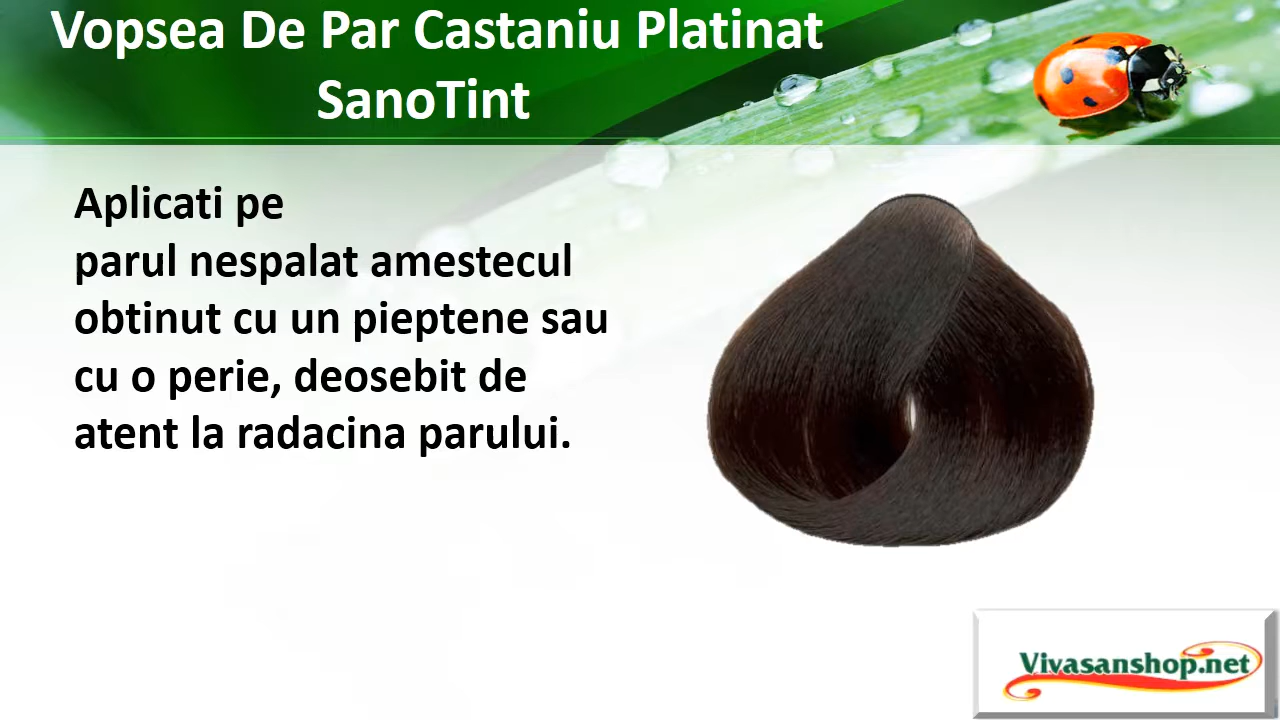 Vopsea De Par Castaniu Platinat
SanoTint
Aplicati pe
parul nespalat amestecul
obtinut cu un pieptene sau
cu o perie, deosebit de
atent la radacina parului.
Vivasanshop.net